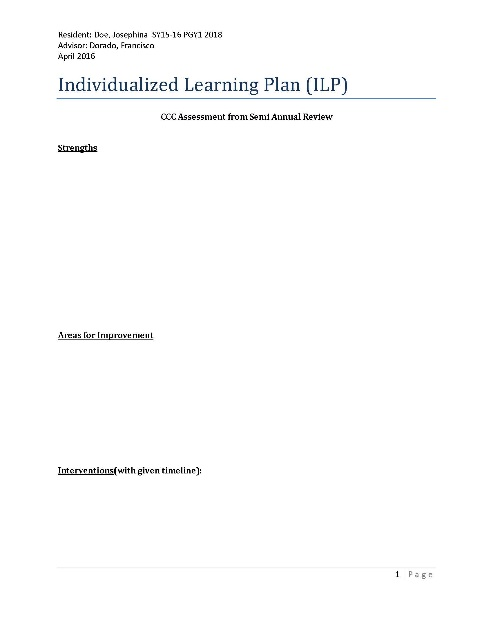 Resident: Doe, Josephina SY15-16 PGY1 2018
Advisor: Dorado, Francisco
April 2016
Individualized Learning Plan (ILP)
CCC Assessment from Semi Annual Review
Strengths
Areas for Improvement
Interventions(with given timeline):
1 Page